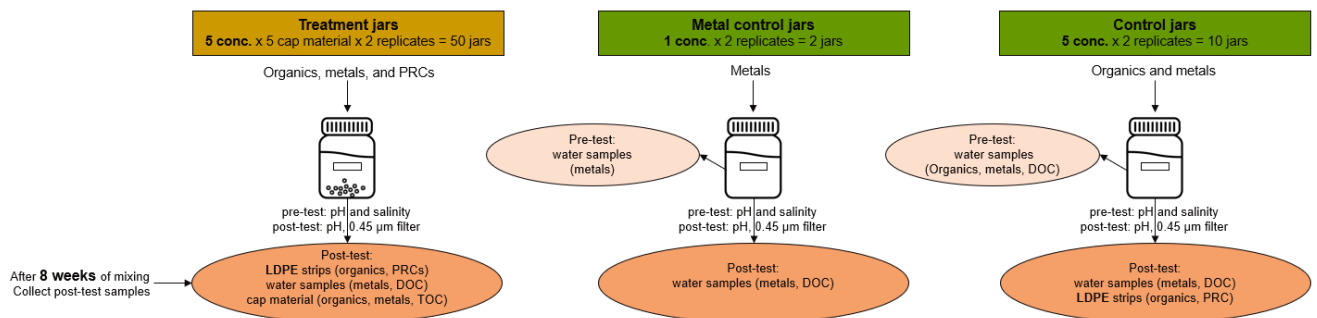 Treatment jars
5 conc. x 5 cap material x 2 replicates = 50 jars
Organics, metals, and PRCs
pre-test: pH and salinity
post-test: pH, 0.45 µm filter
After 8 weeks of mixing
Collect post-test samples
Post-test:
LDPE strips (organics, PRCs)
water samples (metals, DOC)
cap material (organics, metals, TOC)
Metal control jars
1 conc. x 2 replicates = 2 jars
Metals
Pre-test:
water samples
(metals)
pre-test: pH and salinity
post-test: pH, 0.45 µm filter
Post-test:
water samples (metals, DOC)
Control jars
5 conc. x 2 replicates = 10 jars
Organics and metals
Pre-test:
water samples
(Organics, metals, DOC)
pre-test: pH and salinity
post-test: pH, 0.45 µm filter
Post-test:
water samples (metals, DOC)
LDPE strips (organics, PRC)